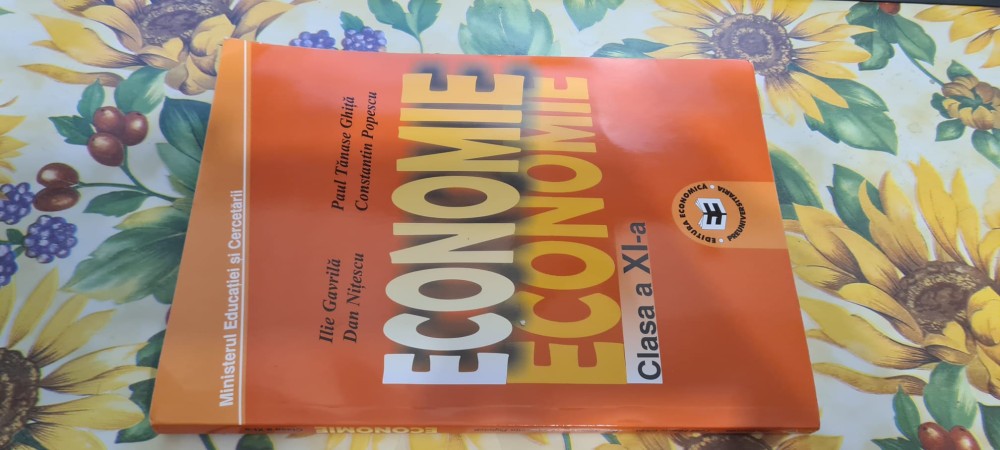 Ministerul Educației și Cercetării
Ilie Gavrilă
Dan Nițescu
Paul Tănase Ghiță
Constantin Popescu
ECONOMIE
ECONOMIE
Clasa a XI-a
EDITURA ECONOMICĂ
PREUNIVERSITARIA
ECONOMIE